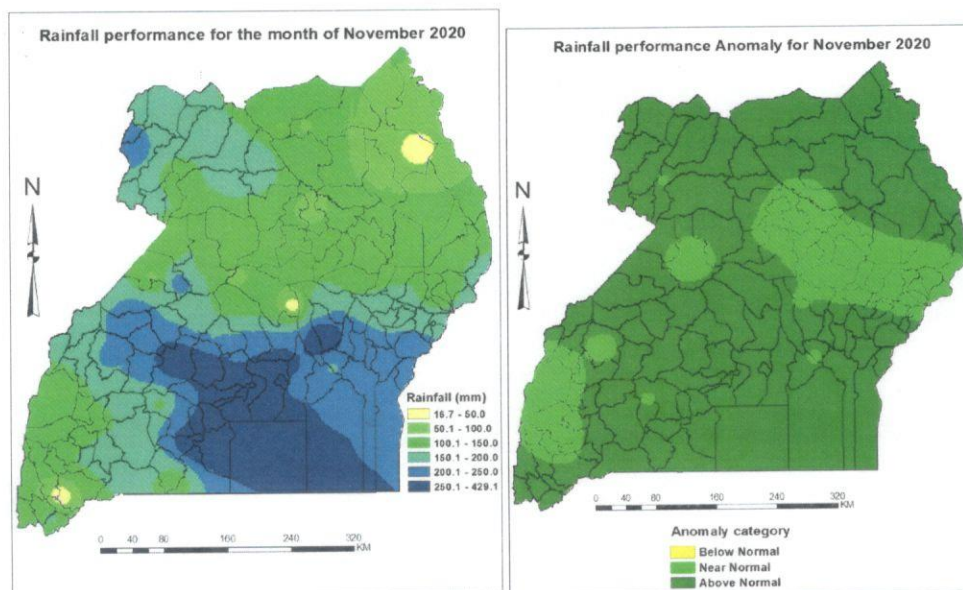 Rainfall performance for the month of November 2020
N
Rainfall (mm)
16.7 - 50.0
50.1 - 100.0
100.1 - 150.0
150.1 - 200.0
200.1 - 250.0
250.1 - 429.1
0 20 40 80 160 240 320
KM
Rainfall performance Anomaly for November 2020
N
0 20 40 80 160 240 320
KM
Anomaly category
Below Normal
Near Normal
Above Normal